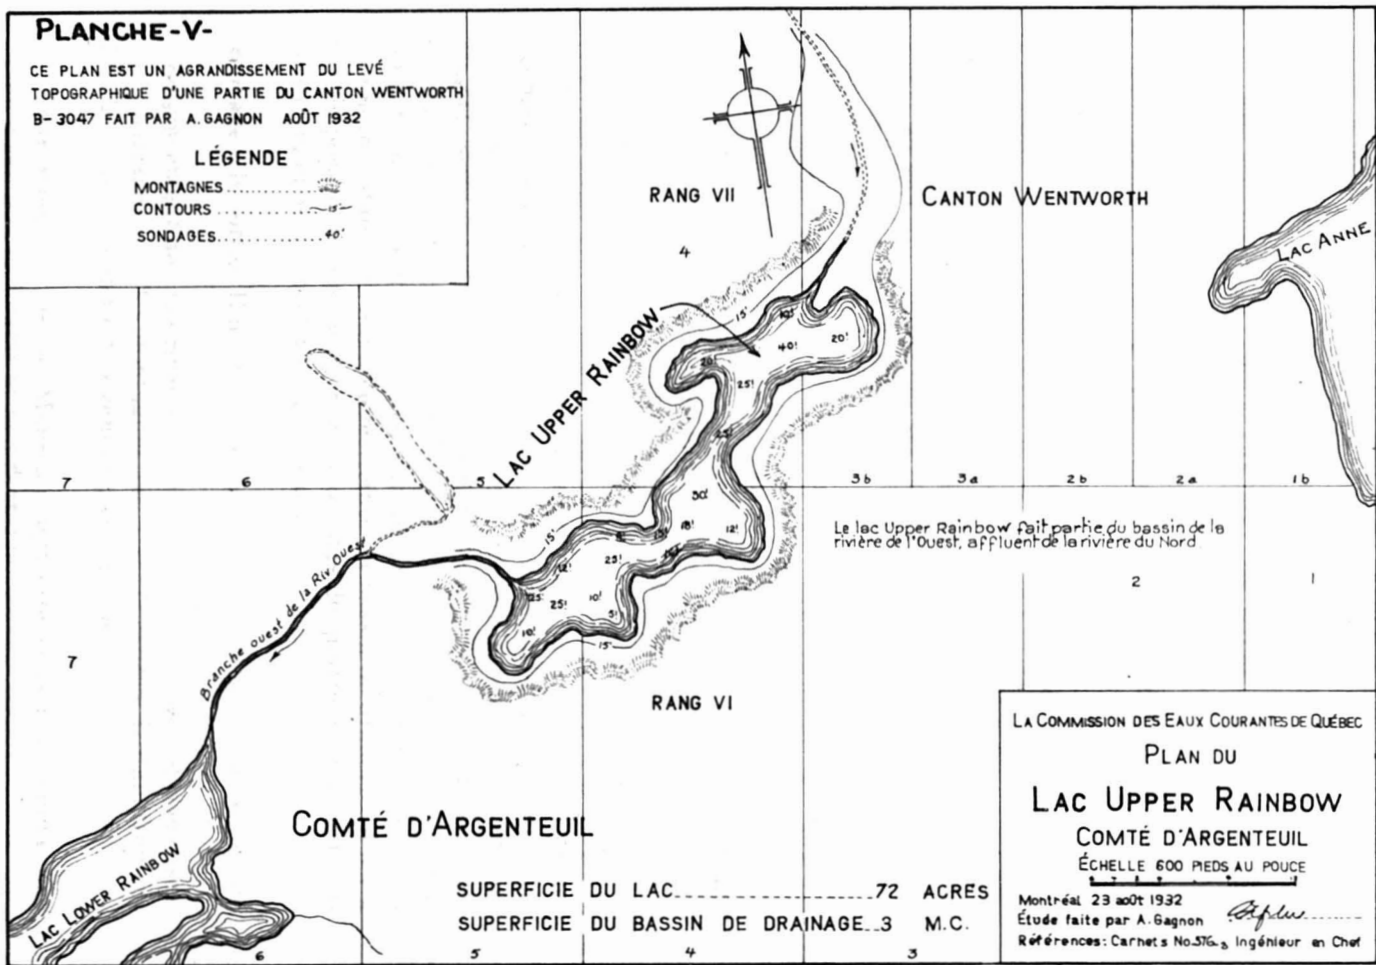 PLANCHE-V-
CE PLAN EST UN AGRANDISSEMENT DU LEVÉ
TOPOGRAPHIQUE D'UNE PARTIE DU CANTON WENTWORTH
B-3047 FAIT PAR A. GAGNON AOÛT 1932
LÉGENDE
MONTAGNES
CONTOURS 15'
SONDAGES 40'
RANG VII
CANTON WENTWORTH
4
LAC ANNE
LAC UPPER RAINBOW
15'
10'
40!
20!
20!
25!
25!
7
6
5
3b
3a
2b
2a
1b
30!
18!
12!
15!
15'
25!
12!
25!
25!
10!
5!
10!
15'
Le lac Upper Rainbow fait partie du bassin de la
rivière de l'Ouest, affluent de la rivière du Nord
2
1
Branche ouest de la Riv Ouest
7
RANG VI
LAC LOWER RAINBOW
COMTÉ D'ARGENTEUIL
SUPERFICIE DU LAC 72 ACRES
SUPERFICIE DU BASSIN DE DRAINAGE 3 M.C.
6
5
4
3
LA COMMISSION DES EAUX COURANTES DE QUÉBEC
PLAN DU
LAC UPPER RAINBOW
COMTÉ D'ARGENTEUIL
ÉCHELLE 600 PIEDS AU POUCE
Montréal 23 août 1932
Étude faite par A. Gagnon
Références: Carnets No. Ingénieur en Chef